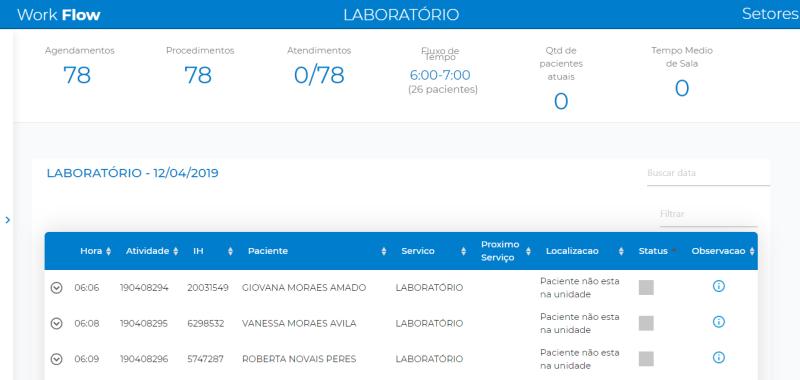 Work Flow LABORATÓRIO Setores
Agendamentos Procedimentos Atendimentos Fluxo de Tempo Qtd de pacientes atuais Tempo Medio de Sala
78 78 0/78 6:00-7:00 0 0
(26 pacientes)
LABORATÓRIO - 12/04/2019 Buscar data
Filtrar
Hora Atividade IH Paciente Servico Proximo Serviço Localizacao Status Observacao
06:06 190408294 20031549 GIOVANA MORAES AMADO LABORATÓRIO Paciente não esta na unidade
06:08 190408295 6298532 VANESSA MORAES AVILA LABORATÓRIO Paciente não esta na unidade
06:09 190408296 5747287 ROBERTA NOVAIS PERES LABORATÓRIO Paciente não esta na unidade